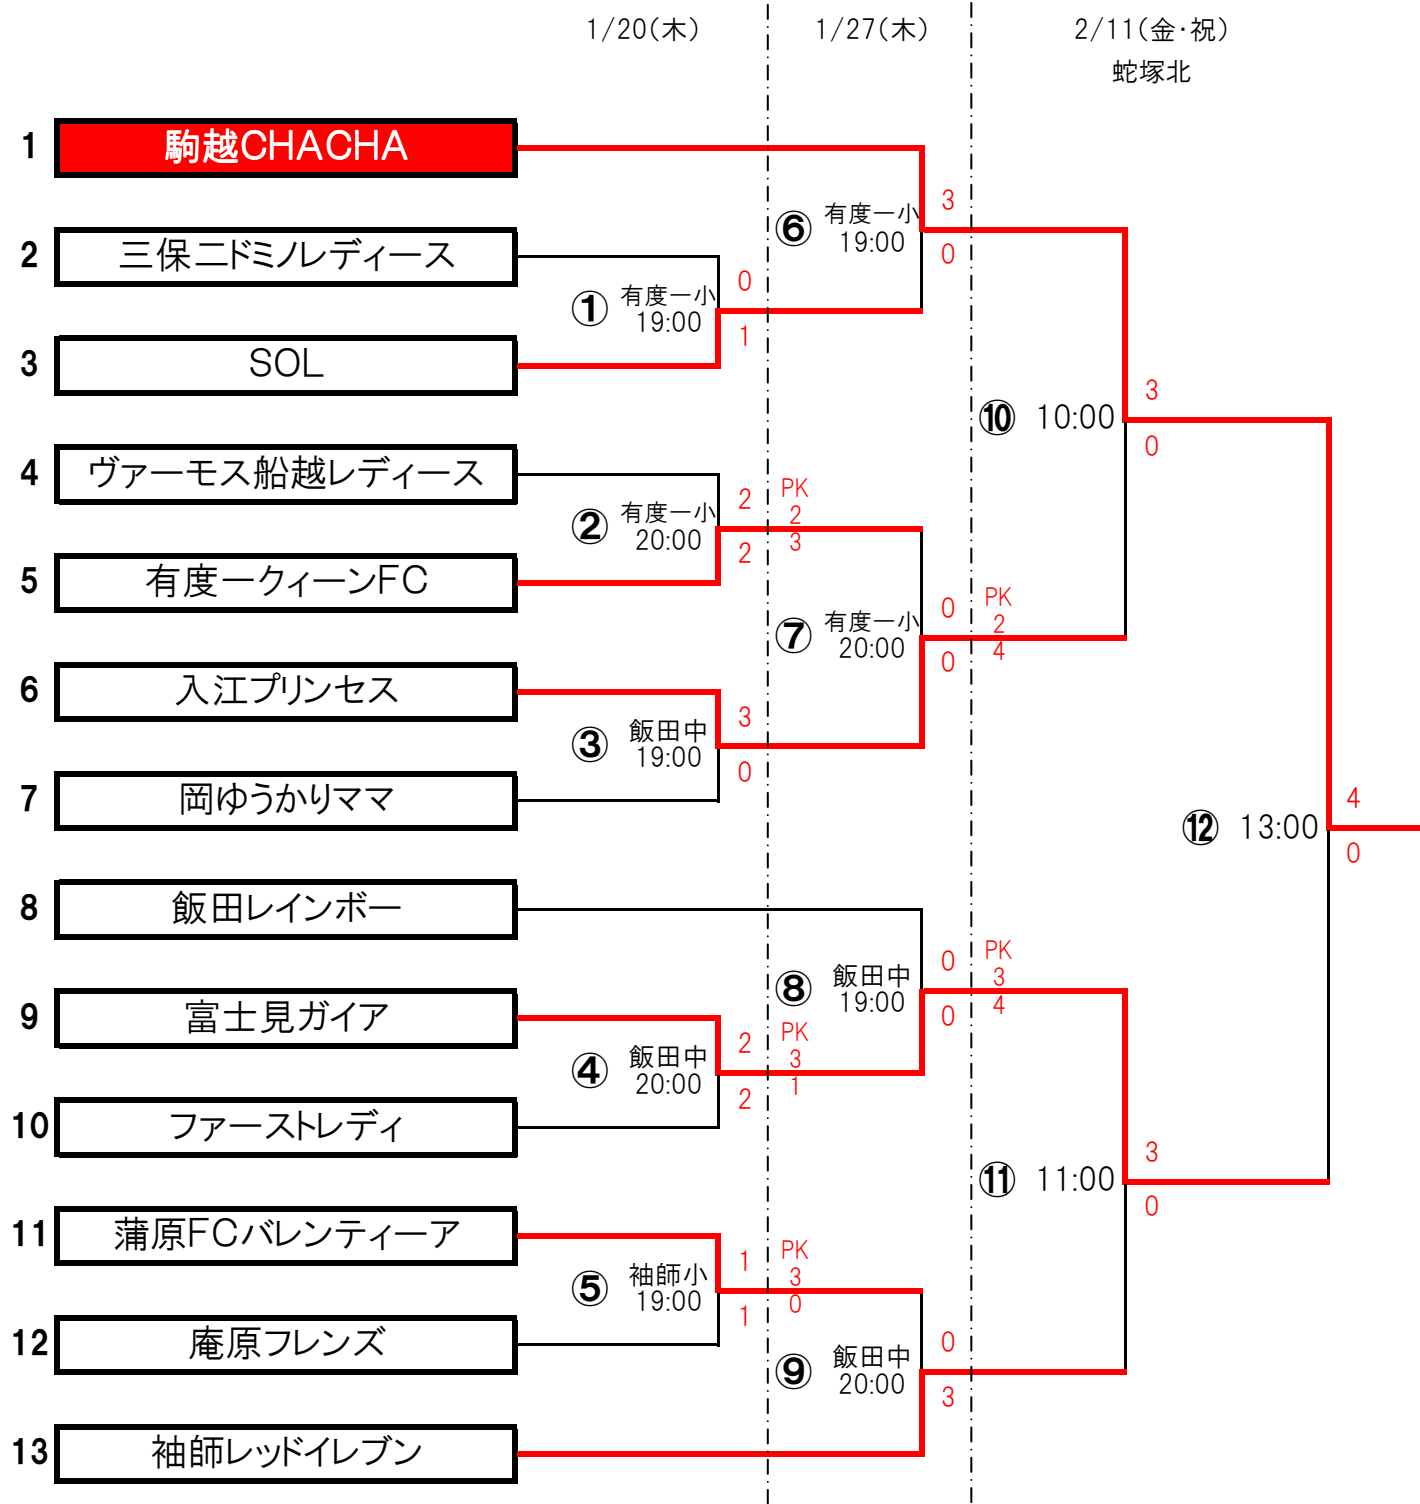 1/20(木)
1/27(木)
2/11(金・祝)
蛇塚北
1
駒越CHACHA
3
⑥
有度一小
19:00
0
2
三保二ドミノレディース
0
①
有度一小
19:00
1
3
SOL
3
⑩
10:00
0
4
ヴァーモス船越レディース
2
PK
2
3
②
有度一小
20:00
2
5
有度一クィーンFC
0
PK
2
4
⑦
有度一小
20:00
0
6
入江プリンセス
3
③
飯田中
19:00
0
7
岡ゆうかりママ
4
⑫
13:00
0
8
飯田レインボー
0
PK
3
4
⑧
飯田中
19:00
0
9
富士見ガイア
2
PK
3
1
④
飯田中
20:00
2
10
ファーストレディ
3
⑪
11:00
0
11
蒲原FCバレンティーア
1
PK
3
0
⑤
袖師小
19:00
1
12
庵原フレンズ
0
⑨
飯田中
20:00
3
13
袖師レッドイレブン